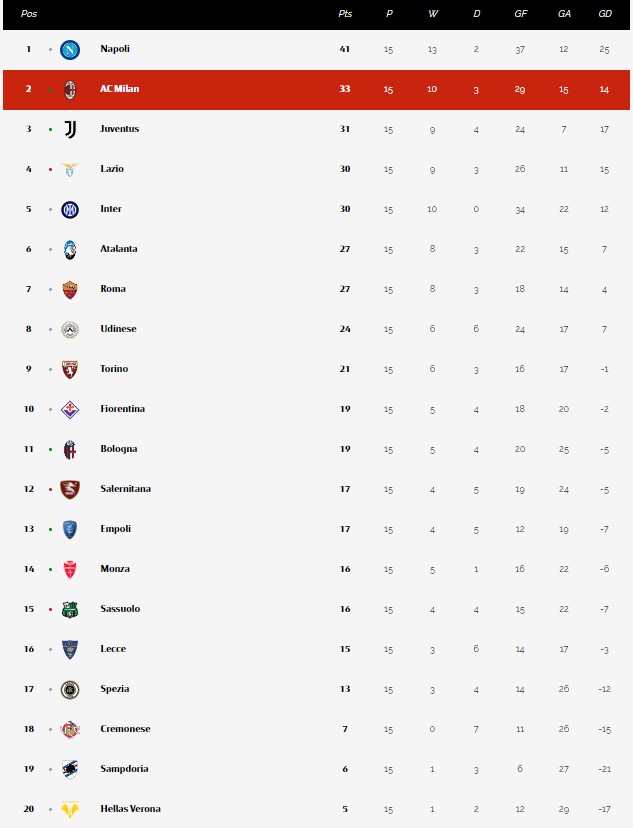 Pos Pts P W D GF GA GD
1 Napoli 41 15 13 2 37 12 25
2 AC Milan 33 15 10 3 29 15 14
3 Juventus 31 15 9 4 24 7 17
4 Lazio 30 15 9 3 26 11 15
5 Inter 30 15 10 0 34 22 12
6 Atalanta 27 15 8 3 22 15 7
7 Roma 27 15 8 3 18 14 4
8 Udinese 24 15 6 6 24 17 7
9 Torino 21 15 6 3 16 17 -1
10 Fiorentina 19 15 5 4 18 20 -2
11 Bologna 19 15 5 4 20 25 -5
12 Salernitana 17 15 4 5 19 24 -5
13 Empoli 17 15 4 5 12 19 -7
14 Monza 16 15 5 1 16 22 -6
15 Sassuolo 16 15 4 4 15 22 -7
16 Lecce 15 15 3 6 14 17 -3
17 Spezia 13 15 3 4 14 26 -12
18 Cremonese 7 15 0 7 11 26 -15
19 Sampdoria 6 15 1 3 6 27 -21
20 Hellas Verona 5 15 1 2 12 29 -17